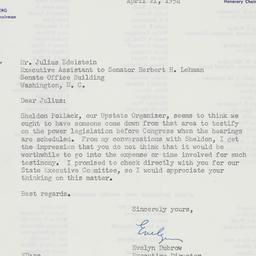 BERG
Chairman
Honorary Chair
April 21, 1952
Mr. Julius Edelstein
Executive Assistant to Senator Herbert H. Lehman
Senate Office Building
Washington, D. C.
Dear Julius:
Sheldon Pollack, our Upstate Organizer, seems to think we
ought to have someone come down from that area to testify
on the power legislation before Congress when the hearings
are scheduled. From my conversations with Sheldon, I get
the impression that you do not think that it would be
worthwhile to go into the expense or time involved for such
testimony. I promised to check directly with you for our
State Executive Committee, so I would appreciate your
thinking on this matter.
Best regards.
Sincerely yours,
Evelyn
Evelyn Dubrow
Executive Director